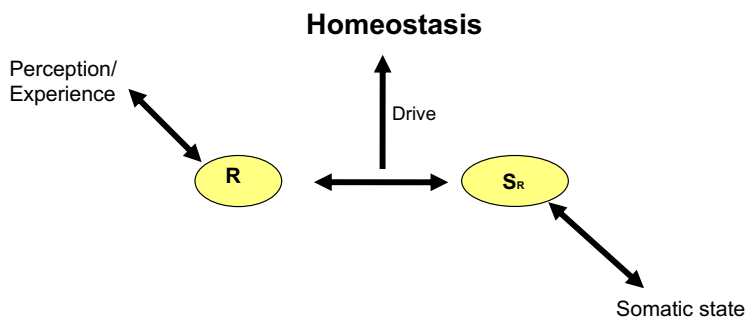 Homeostasis
Perception/
Experience
Drive
R
SR
Somatic state